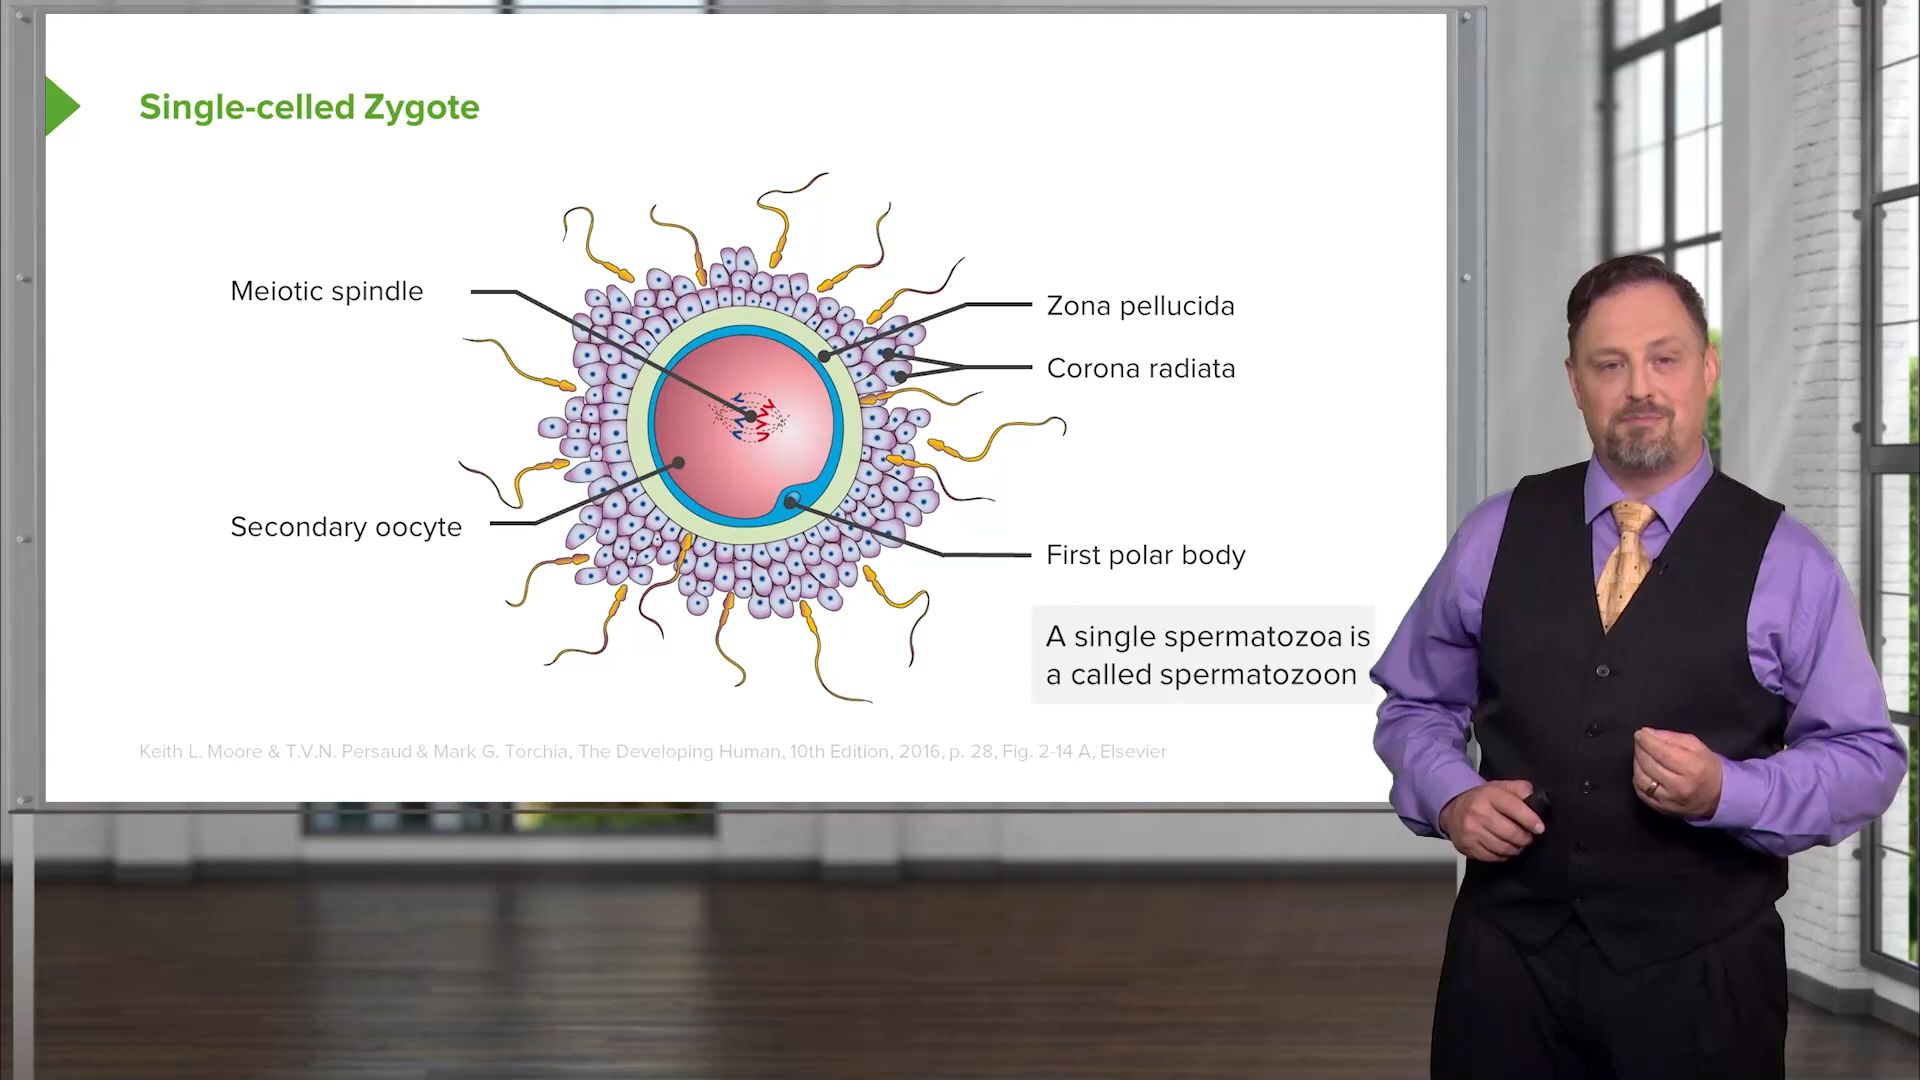 Single-celled Zygote
Meiotic spindle
Zona pellucida
Corona radiata
Secondary oocyte
First polar body
A single spermatozoa is
a called spermatozoon
Keith L. Moore & T.V.N. Persaud & Mark G. Torchia, The Developing Human, 10th Edition, 2016, p. 28, Fig. 2-14 A, Elsevier